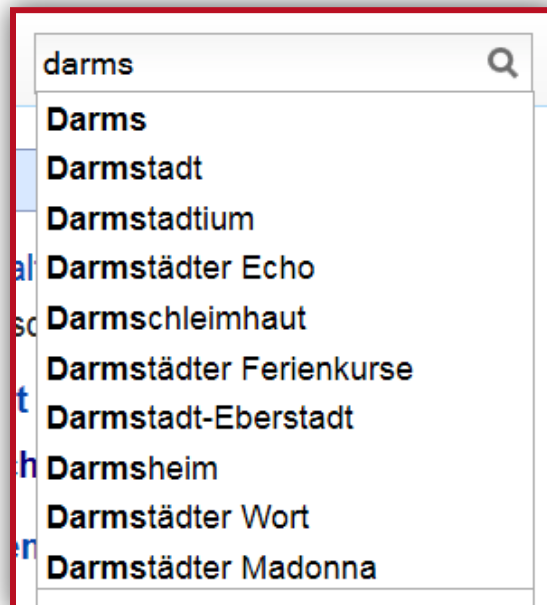 darms
Darms
Darmstadt
Darmstadtium
Darmstädter Echo
Darmschleimhaut
Darmstädter Ferienkurse
Darmstadt-Eberstadt
Darmsheim
Darmstädter Wort
Darmstädter Madonna